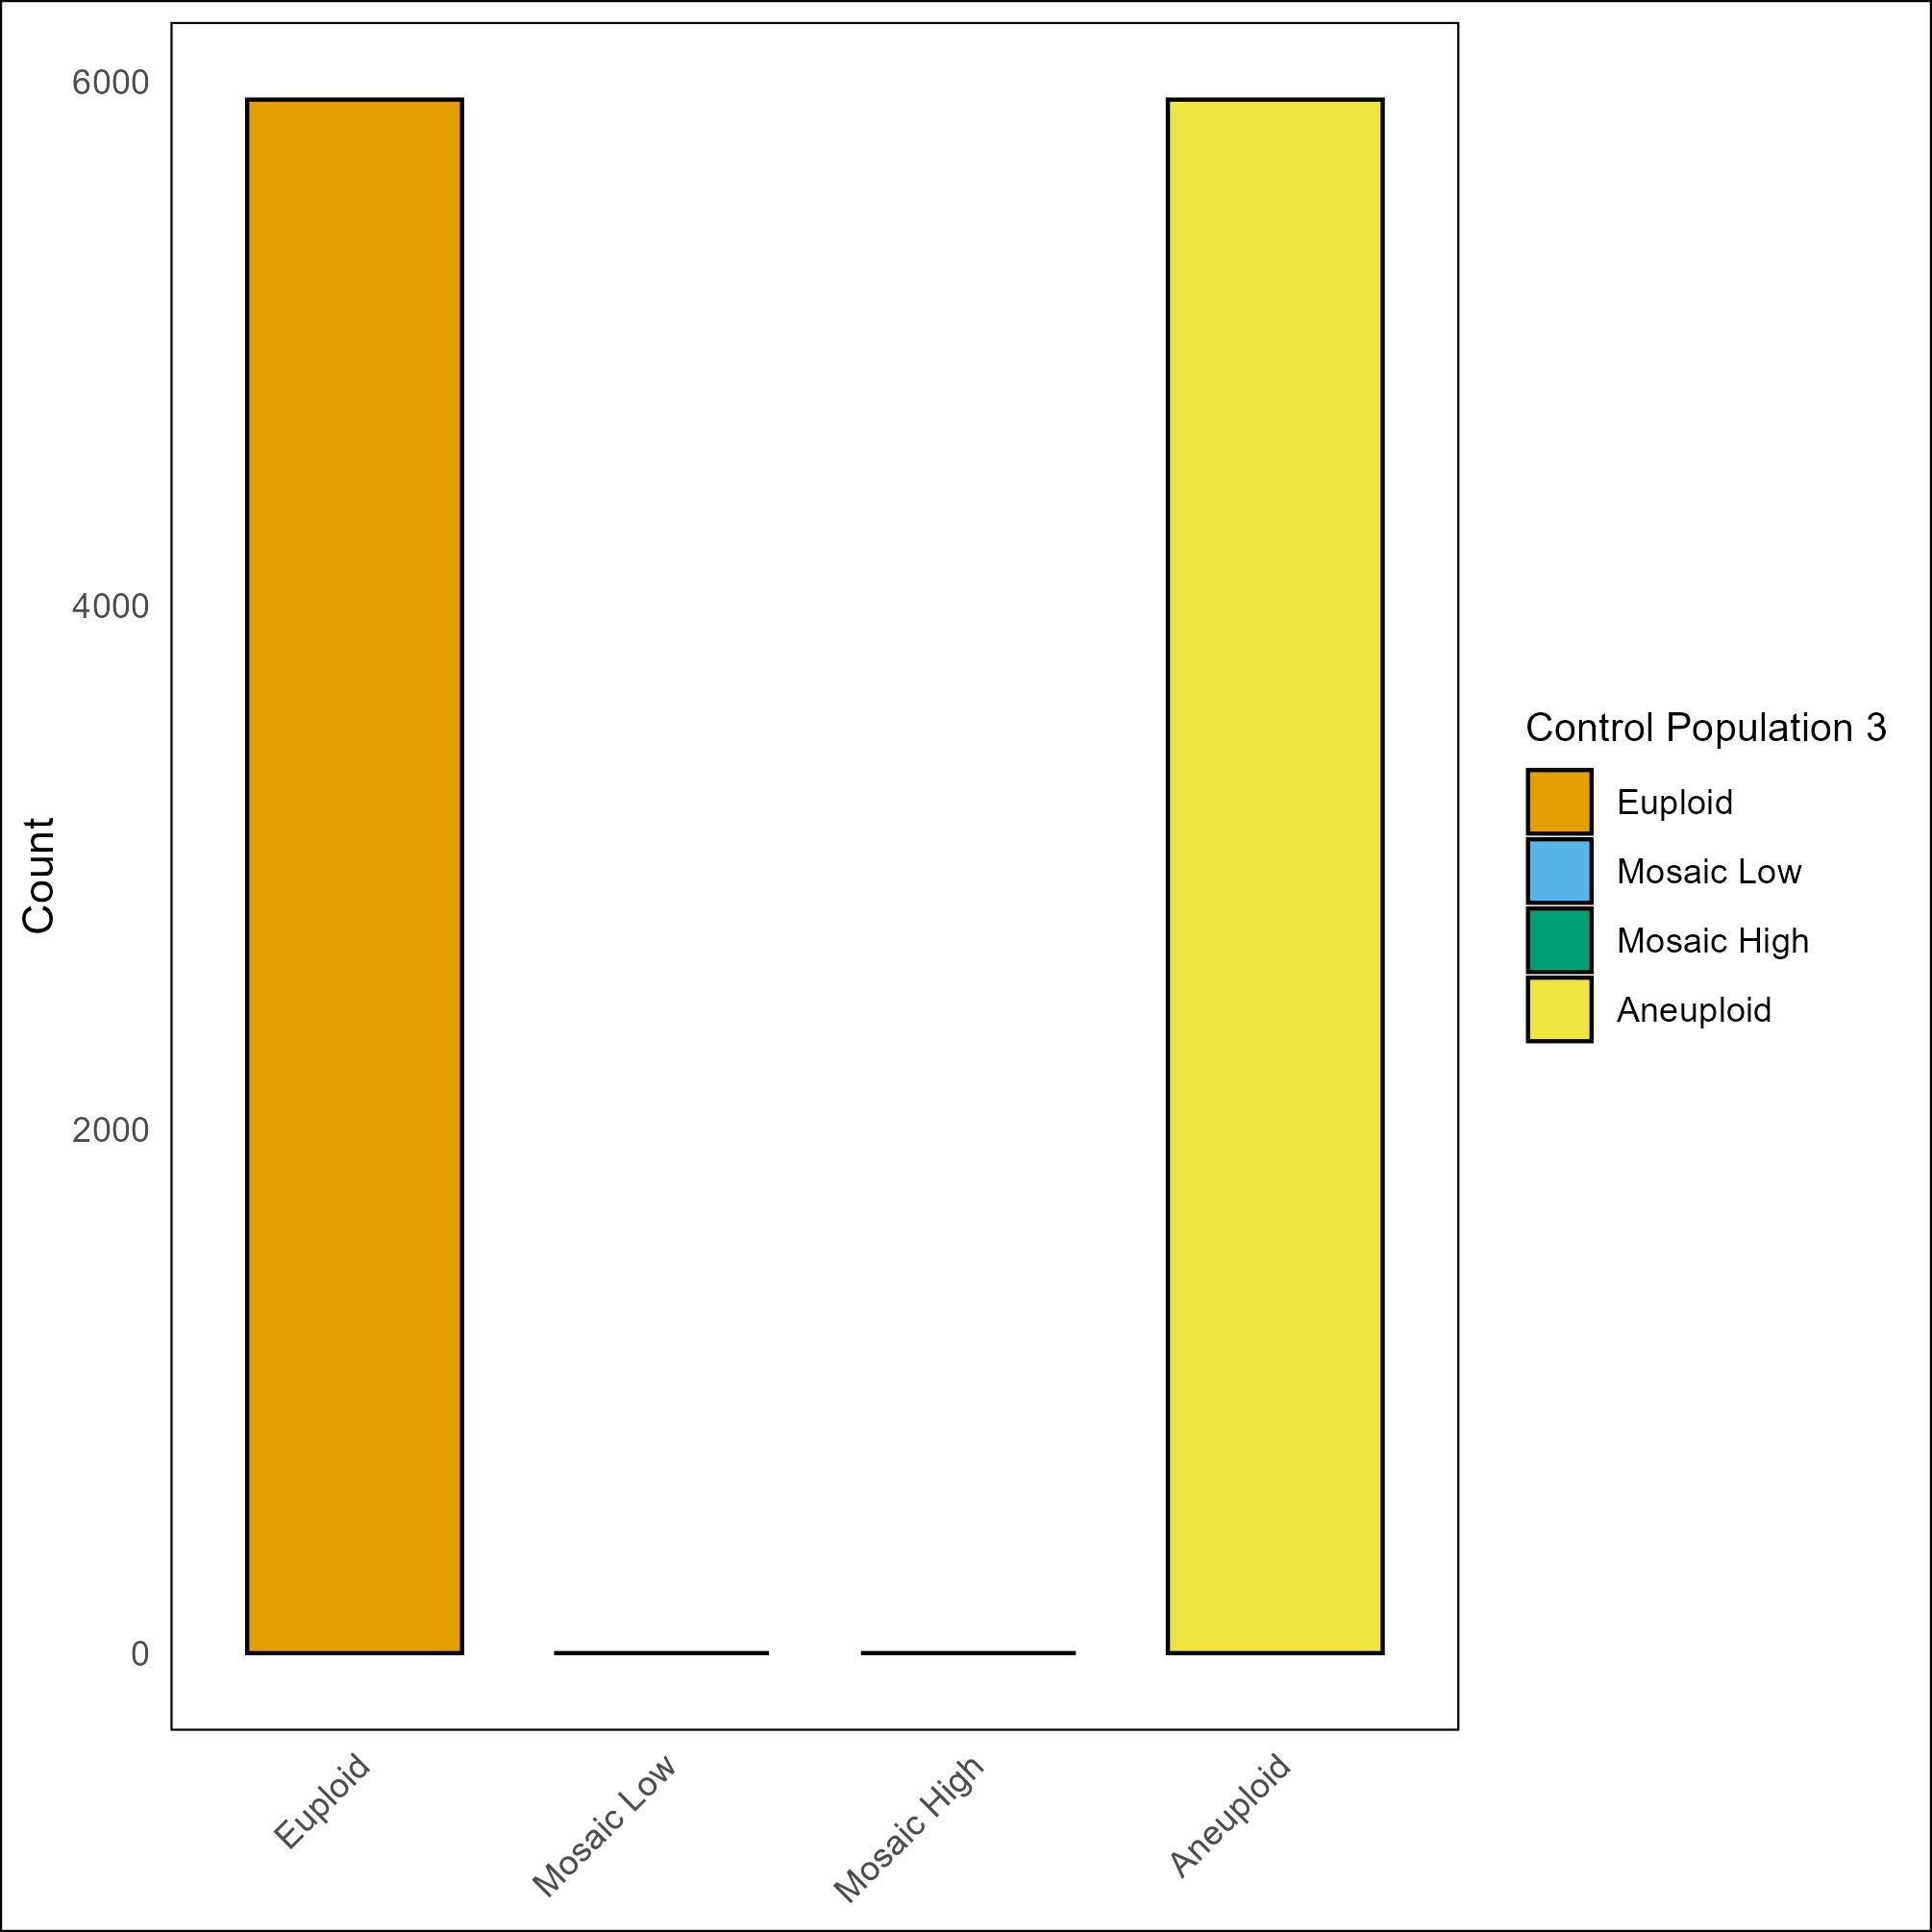 6000
4000
2000
0
Count
Euploid
Mosaic Low
Mosaic High
Aneuploid
Control Population 3
Euploid
Mosaic Low
Mosaic High
Aneuploid